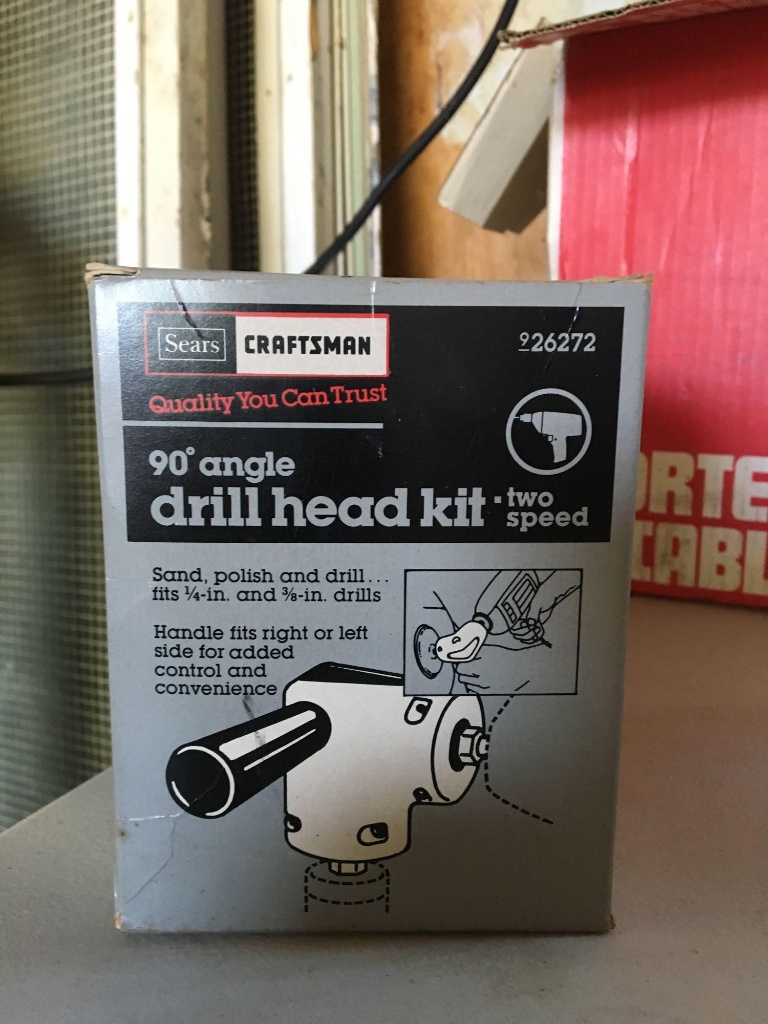 Sears CRAFTSMAN
926272
Quality You Can Trust
90° angle
drill head kit · two
speed
Sand, polish and drill...
fits ¼-in. and ⅜-in. drills
Handle fits right or left
side for added
control and
convenience
ORTE
CABL